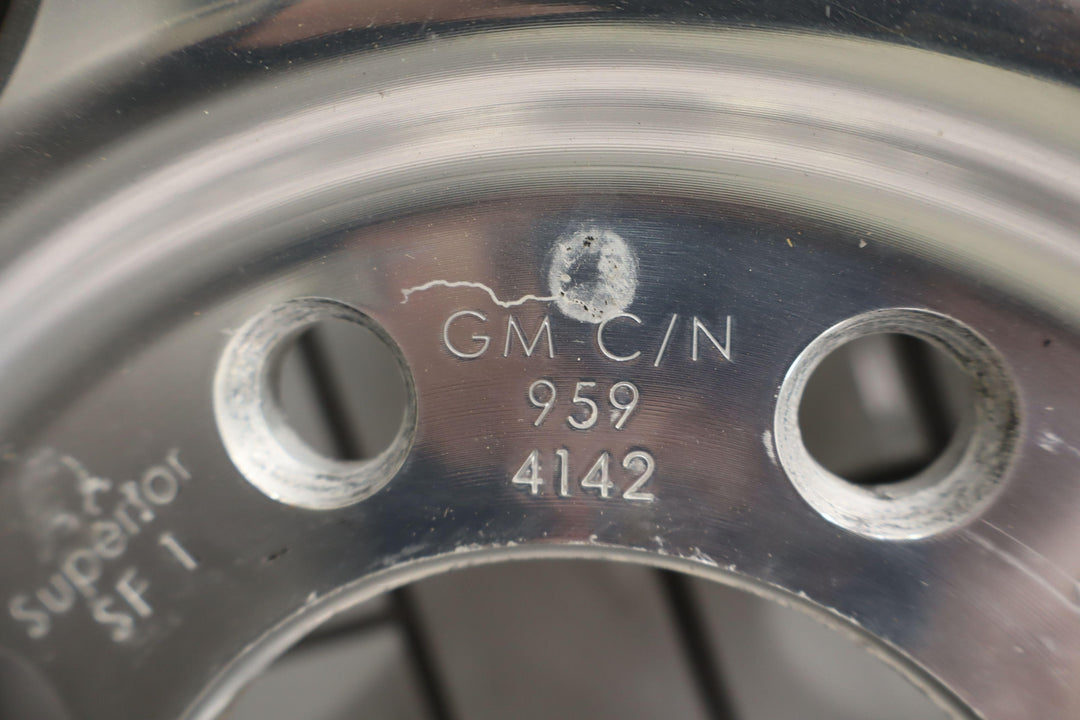 GM C/N
959
4142
Superior
SF 1